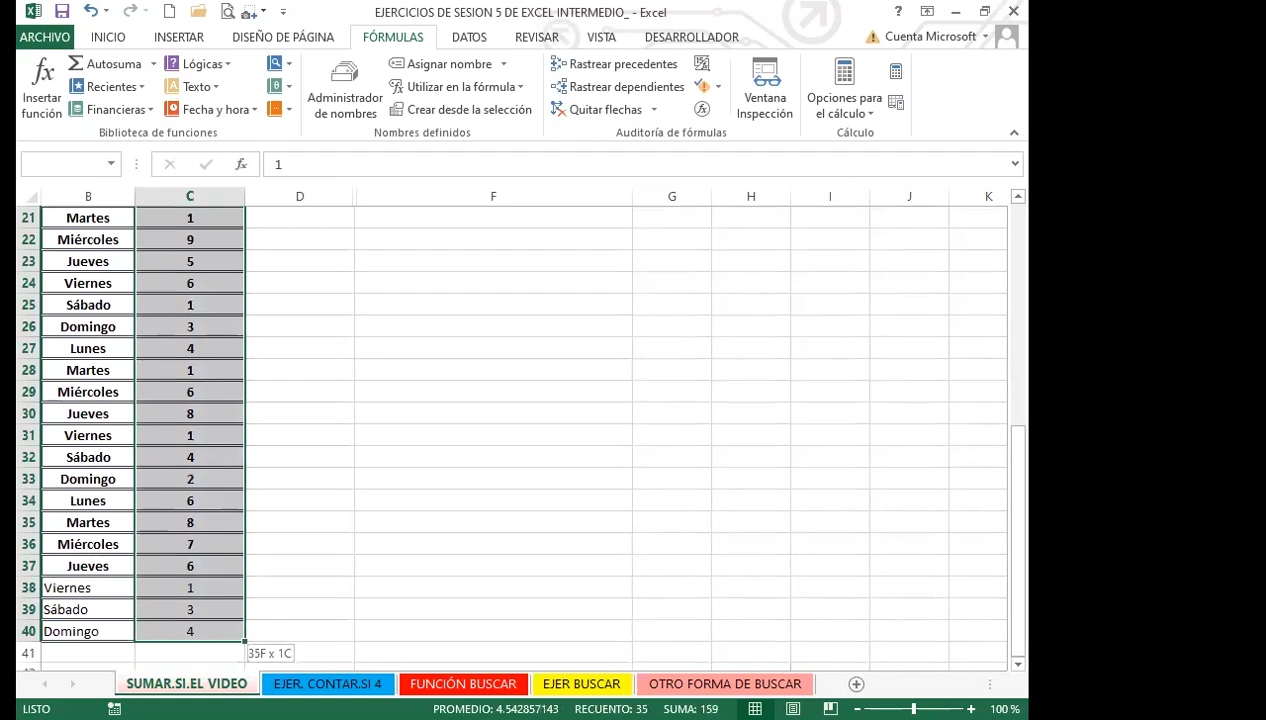 EJERCICIOS DE SESION 5 DE EXCEL INTERMEDIO_ - Excel
ARCHIVO INICIO INSERTAR DISEÑO DE PÁGINA FÓRMULAS DATOS REVISAR VISTA DESARROLLADOR Cuenta Microsoft
fx Insertar función
Autosuma Lógicas
Recientes Texto
Financieras Fecha y hora
Biblioteca de funciones
Administrador de nombres
Asignar nombre
Utilizar en la fórmula
Crear desde la selección
Nombres definidos
Rastrear precedentes
Rastrear dependientes
Quitar flechas
Auditoría de fórmulas
Ventana Inspección
Opciones para el cálculo
Cálculo
fx 1
B C D F G H I J K
21 Martes 1
22 Miércoles 9
23 Jueves 5
24 Viernes 6
25 Sábado 1
26 Domingo 3
27 Lunes 4
28 Martes 1
29 Miércoles 6
30 Jueves 8
31 Viernes 1
32 Sábado 4
33 Domingo 2
34 Lunes 6
35 Martes 8
36 Miércoles 7
37 Jueves 6
38 Viernes 1
39 Sábado 3
40 Domingo 4
41 35F x 1C
SUMAR.SI.EL VIDEO EJER. CONTAR.SI 4 FUNCIÓN BUSCAR EJER BUSCAR OTRO FORMA DE BUSCAR
LISTO PROMEDIO: 4.542857143 RECUENTO: 35 SUMA: 159 100 %